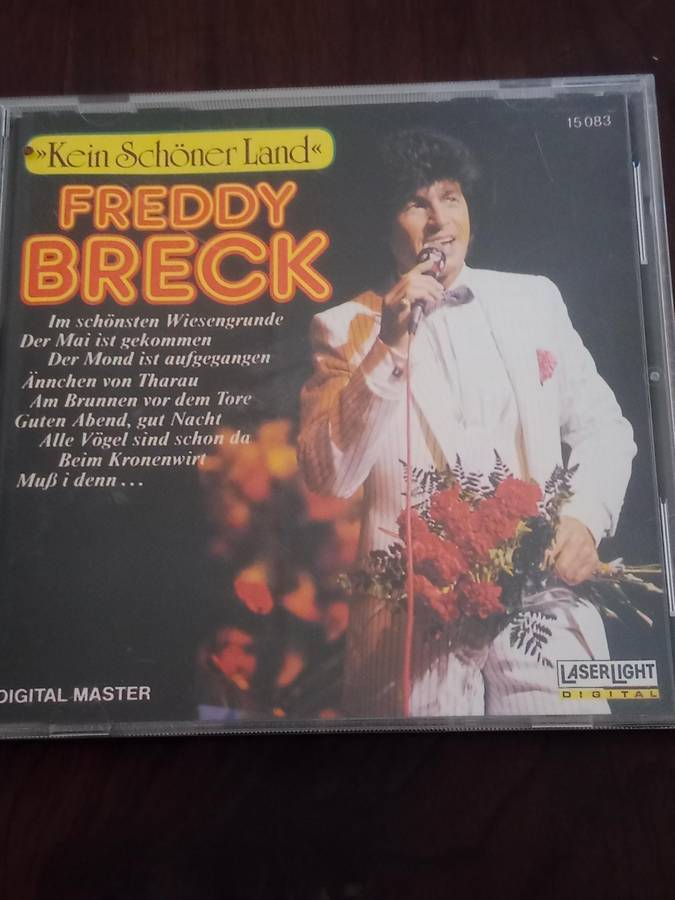 15083
»Kein Schöner Land«
FREDDY
BRECK
Im schönsten Wiesengrunde
Der Mai ist gekommen
Der Mond ist aufgegangen
Ännchen von Tharau
Am Brunnen vor dem Tore
Guten Abend, gut Nacht
Alle Vögel sind schon da
Beim Kronenwirt
Muß i denn...
DIGITAL MASTER
LASERLIGHT
DIGITAL